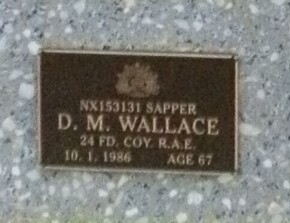 NX153131 SAPPER
D. M. WALLACE
24 FD. COY. R.A.E.
10. 1. 1986 AGE 67